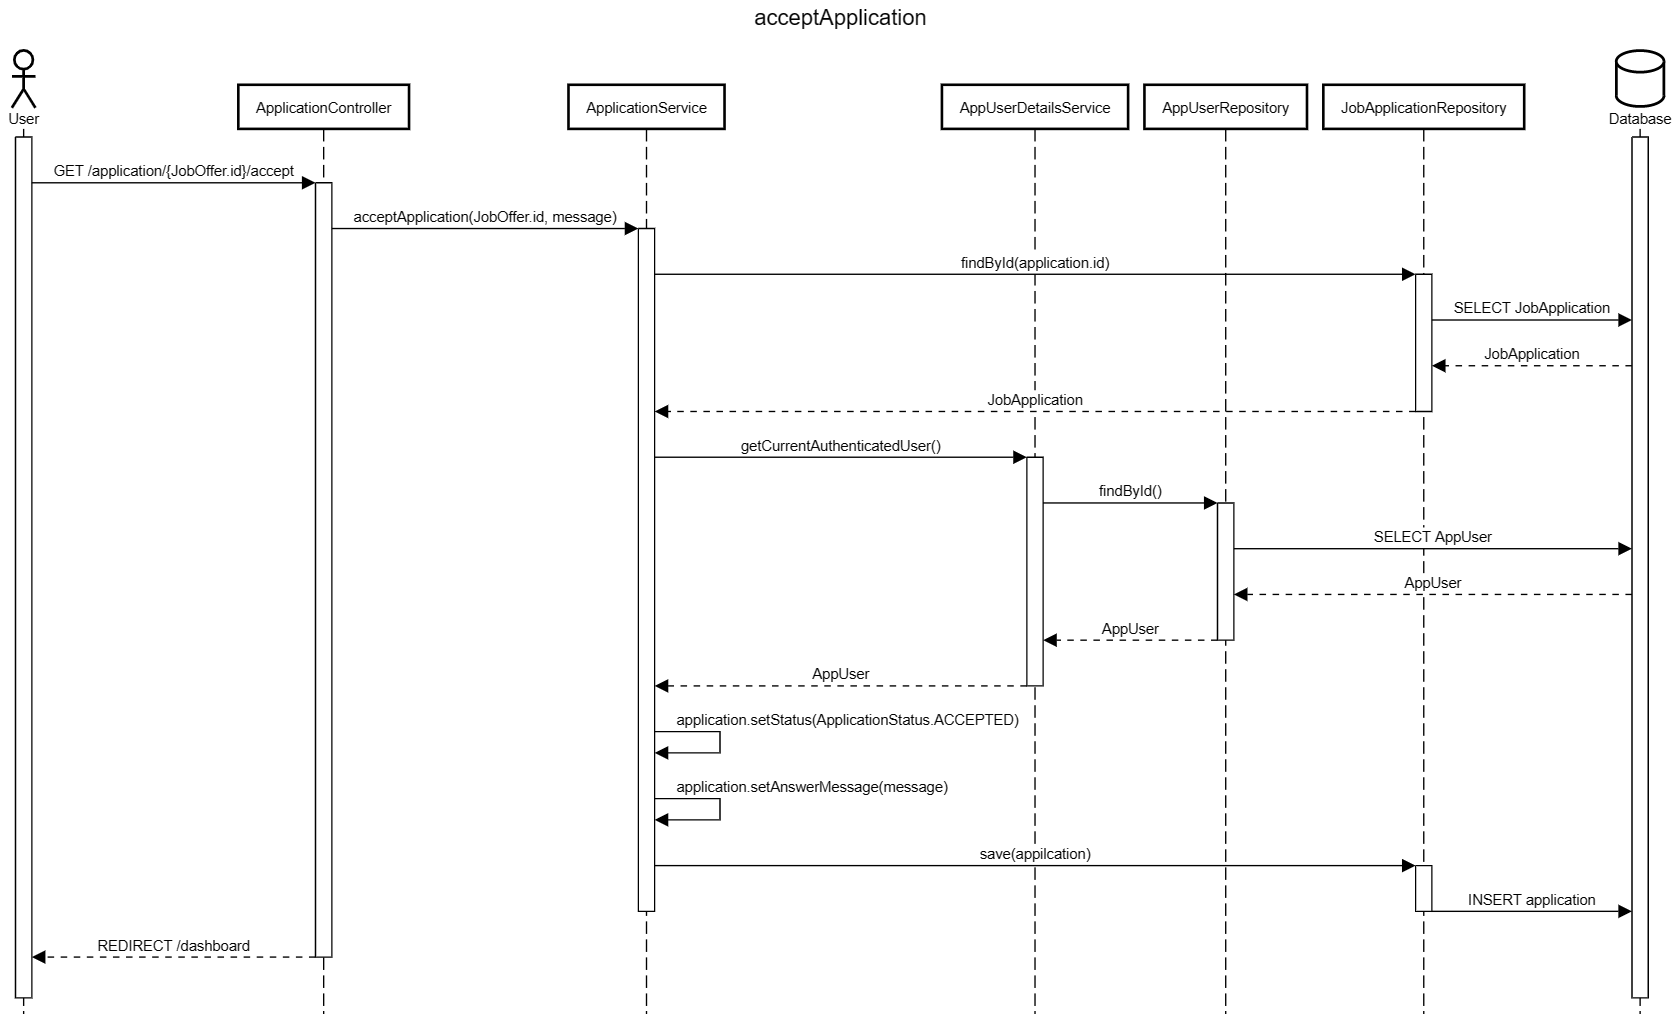 acceptApplication
User
ApplicationController
ApplicationService
AppUserDetailsService
AppUserRepository
JobApplicationRepository
Database
GET /application/{JobOffer.id}/accept
acceptApplication(JobOffer.id, message)
findById(application.id)
SELECT JobApplication
JobApplication
JobApplication
getCurrentAuthenticatedUser()
findById()
SELECT AppUser
AppUser
AppUser
AppUser
application.setStatus(ApplicationStatus.ACCEPTED)
application.setAnswerMessage(message)
save(appilcation)
INSERT application
REDIRECT /dashboard